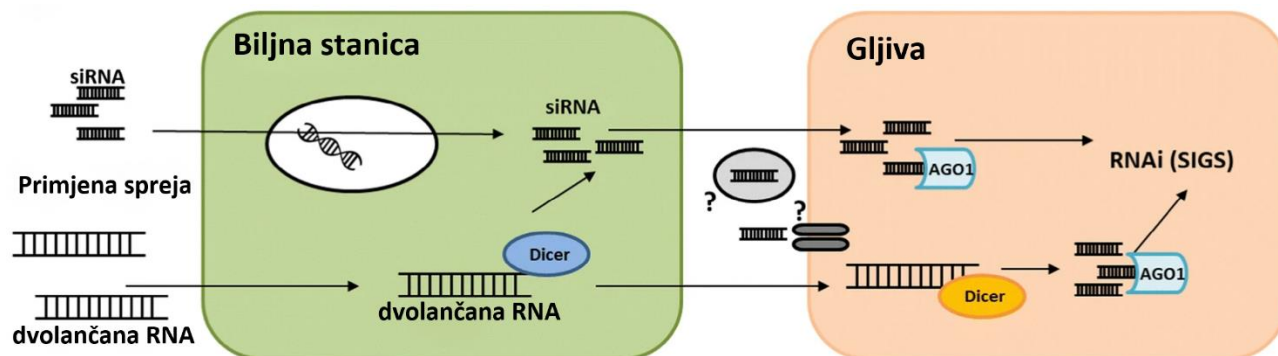 Biljna stanica
Gljiva
siRNA
siRNA
Primjena spreja
AGO1
RNAi (SIGS)
?
?
Dicer
dvolančana RNA
dvolančana RNA
Dicer
AGO1